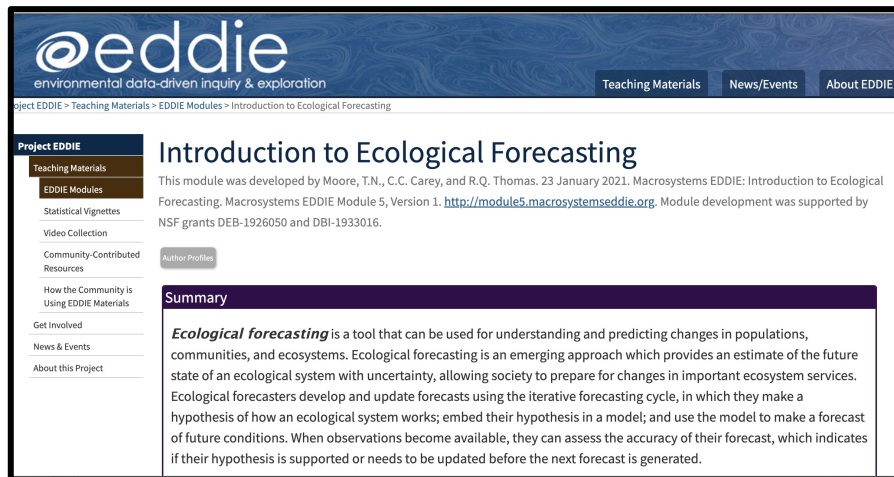 eddie
environmental data-driven inquiry & exploration
Teaching Materials
News/Events
About EDDIE
oject EDDIE > Teaching Materials > EDDIE Modules > Introduction to Ecological Forecasting
Project EDDIE
Teaching Materials
EDDIE Modules
Statistical Vignettes
Video Collection
Community-Contributed
Resources
How the Community is
Using EDDIE Materials
Get Involved
News & Events
About this Project
Introduction to Ecological Forecasting
This module was developed by Moore, T.N., C.C. Carey, and R.Q. Thomas. 23 January 2021. Macrosystems EDDIE: Introduction to Ecological
Forecasting. Macrosystems EDDIE Module 5, Version 1. http://module5.macrosystemseddie.org. Module development was supported by
NSF grants DEB-1926050 and DBI-1933016.
Author Profiles
Summary
Ecological forecasting is a tool that can be used for understanding and predicting changes in populations,
communities, and ecosystems. Ecological forecasting is an emerging approach which provides an estimate of the future
state of an ecological system with uncertainty, allowing society to prepare for changes in important ecosystem services.
Ecological forecasters develop and update forecasts using the iterative forecasting cycle, in which they make a
hypothesis of how an ecological system works; embed their hypothesis in a model; and use the model to make a forecast
of future conditions. When observations become available, they can assess the accuracy of their forecast, which indicates
if their hypothesis is supported or needs to be updated before the next forecast is generated.